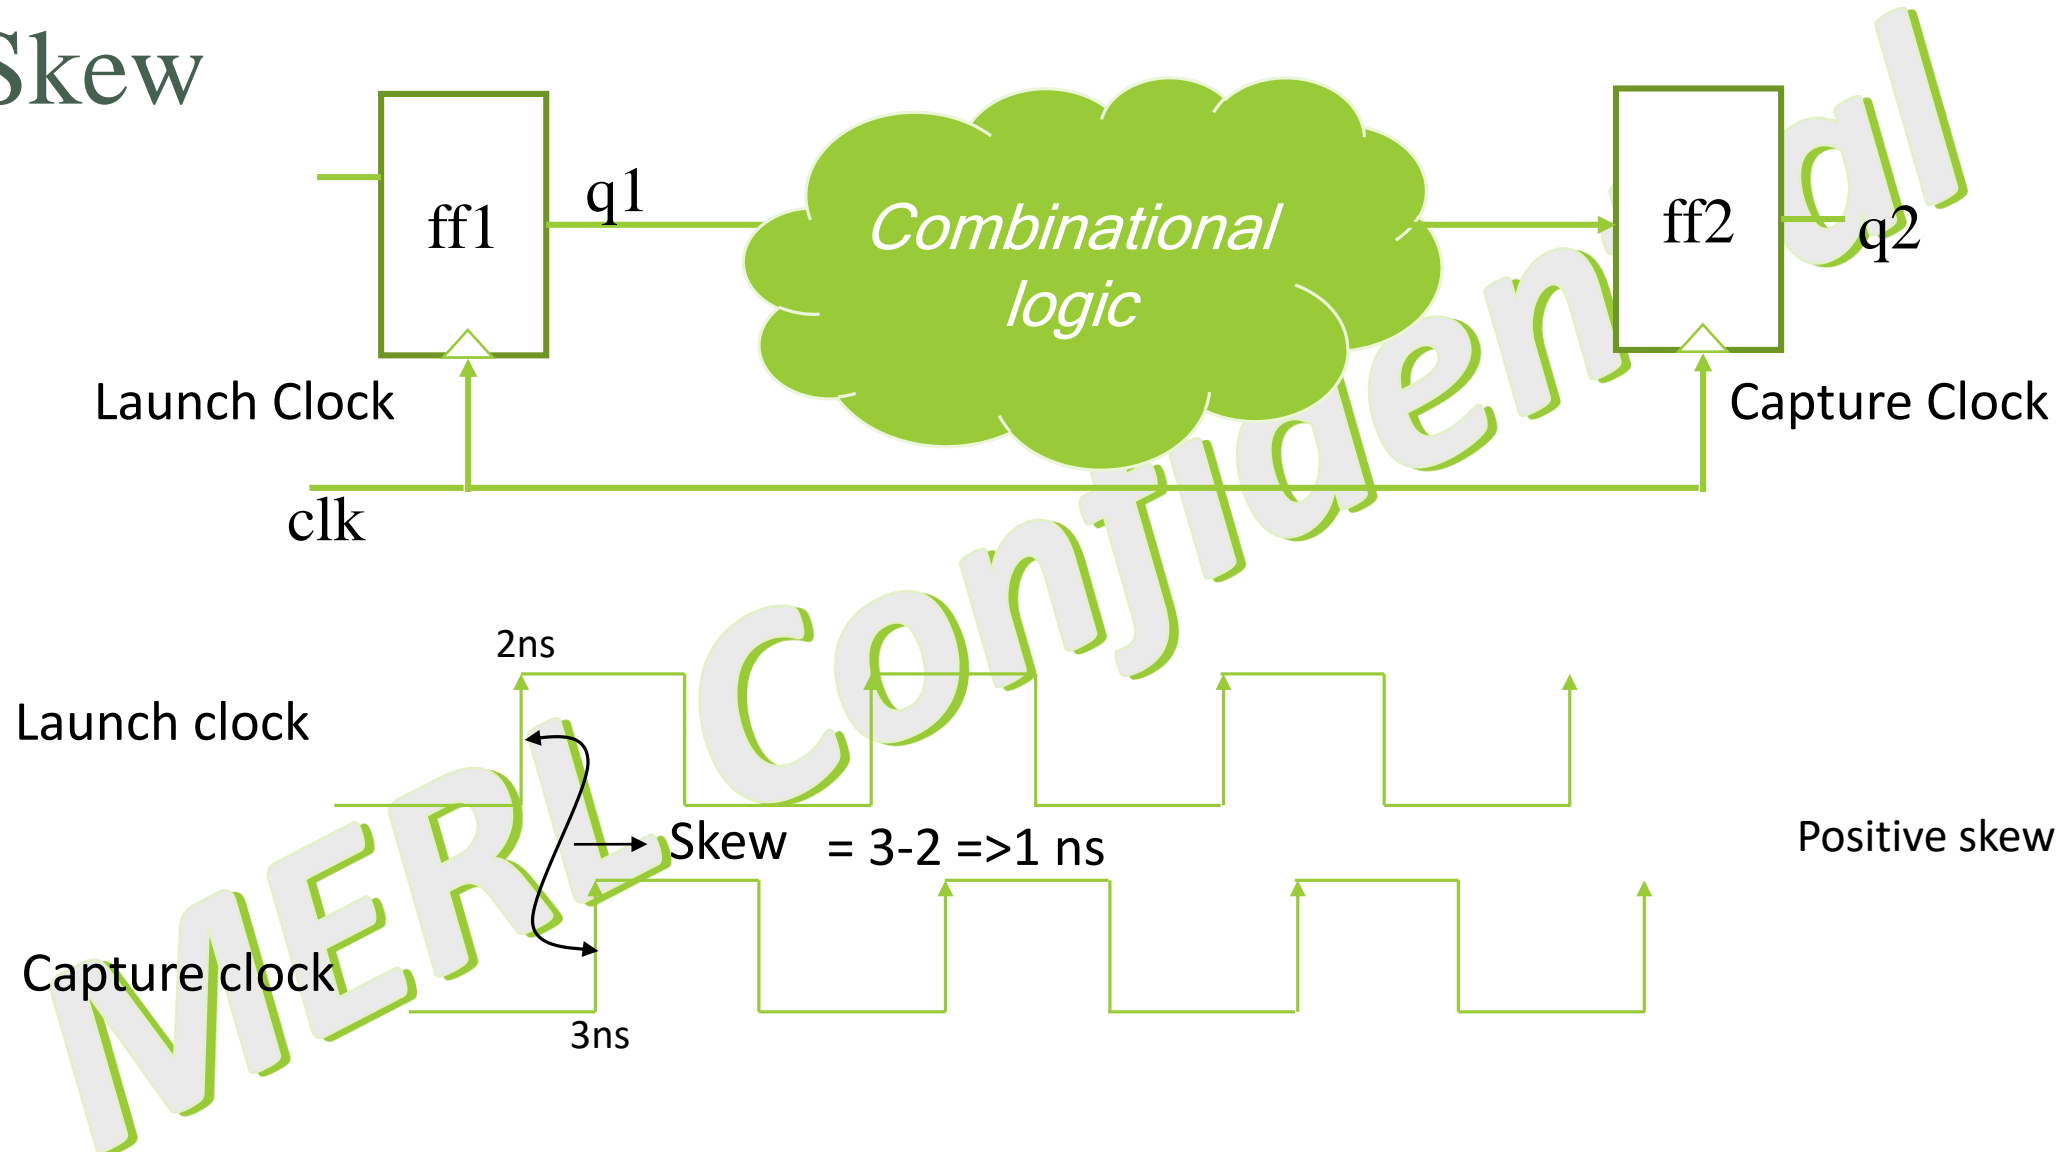 Skew
ff1
q1
Combinational
logic
ff2
q2
Launch Clock
Capture Clock
clk
2ns
Launch clock
Skew = 3-2 =>1 ns
Positive skew
Capture clock
3ns
MERL Confidential